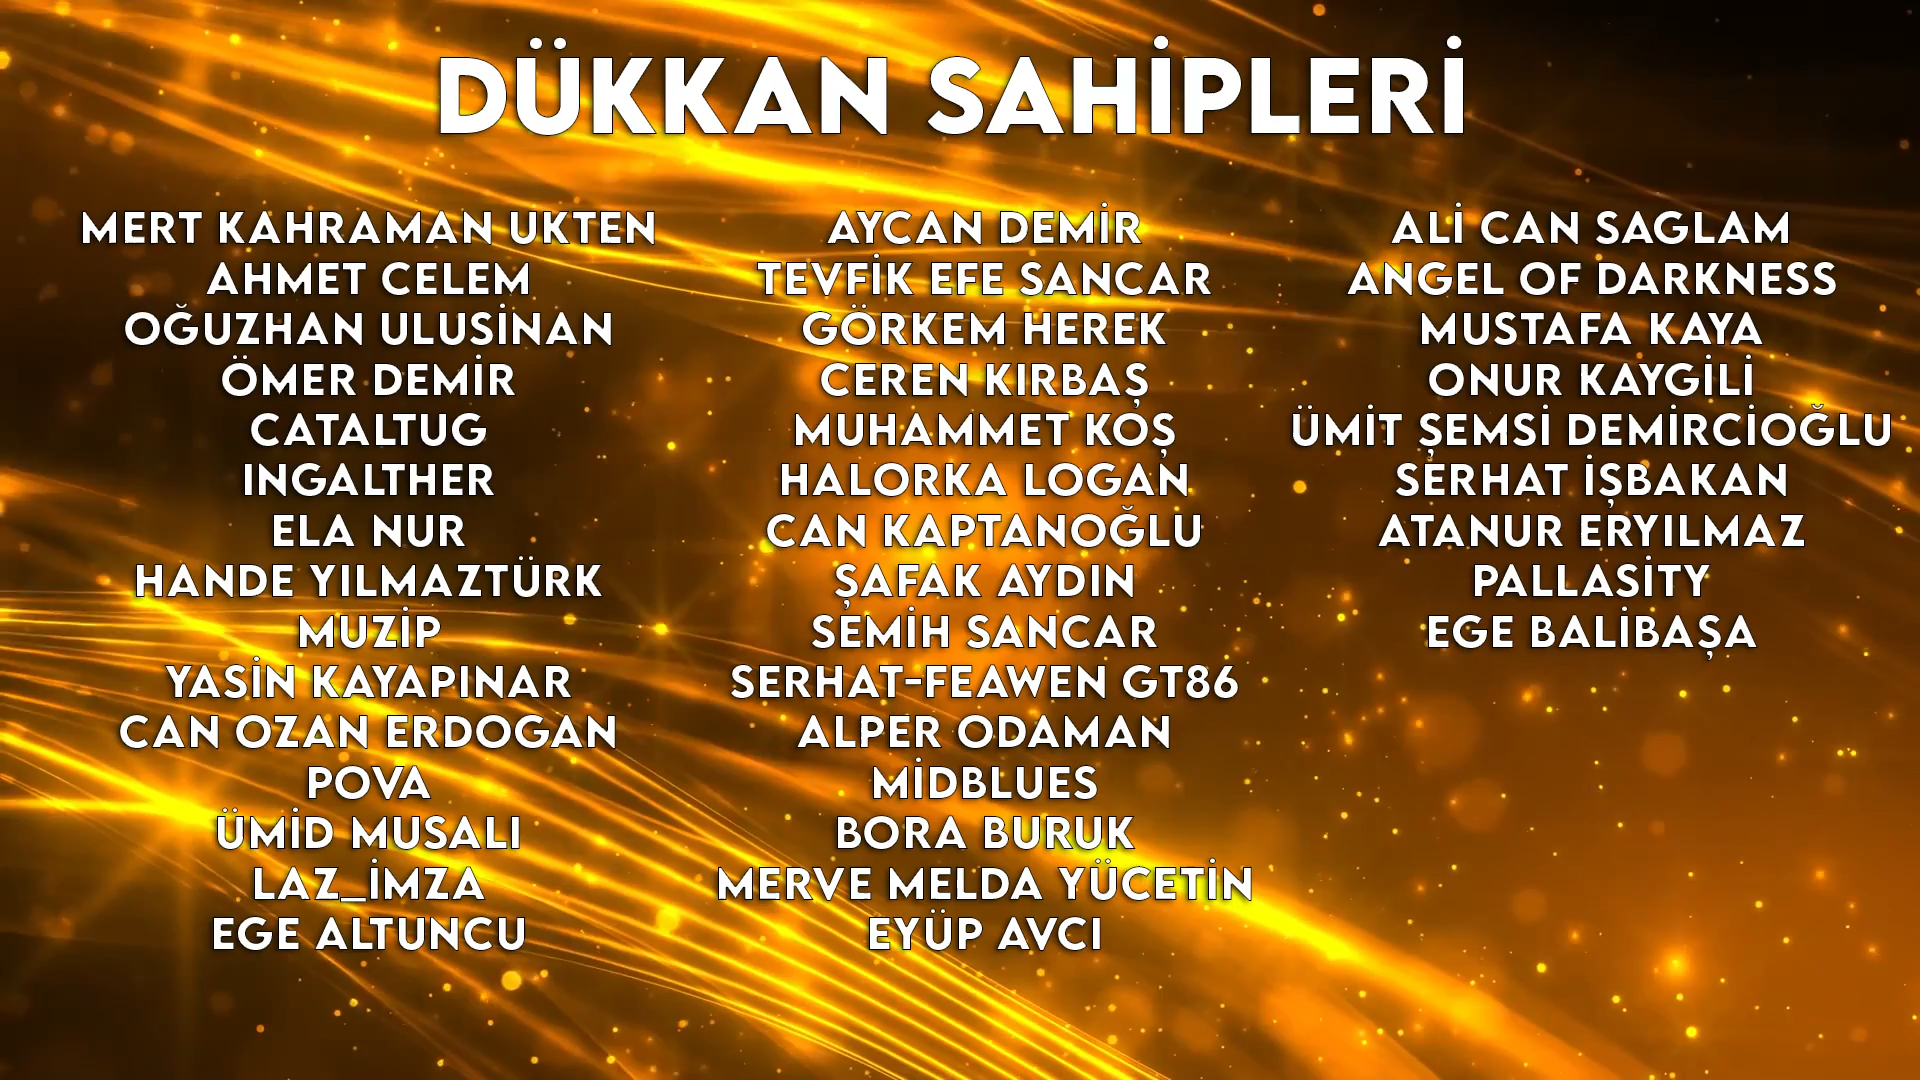 DÜKKAN SAHİPLERİ
MERT KAHRAMAN UKTEN
AHMET CELEM
OĞUZHAN ULUSİNAN
ÖMER DEMİR
CATALTUG
INGALTHER
ELA NUR
HANDE YILMAZTÜRK
MUZİP
YASİN KAYAPINAR
CAN OZAN ERDOGAN
POVA
ÜMİD MUSALI
LAZ_İMZA
EGE ALTUNCU
AYCAN DEMİR
TEVFİK EFE SANCAR
GÖRKEM HEREK
CEREN KIRBAŞ
MUHAMMET KOŞ
HALORKA LOGAN
CAN KAPTANOĞLU
ŞAFAK AYDIN
SEMİH SANCAR
SERHAT-FEAWEN GT86
ALPER ODAMAN
MİDBLUES
BORA BURUK
MERVE MELDA YÜCETİN
EYÜP AVCI
ALİ CAN SAGLAM
ANGEL OF DARKNESS
MUSTAFA KAYA
ONUR KAYGİLİ
ÜMİT ŞEMSİ DEMİRCİOĞLU
SERHAT İŞBAKAN
ATANUR ERYILMAZ
PALLASİTY
EGE BALİBAŞA